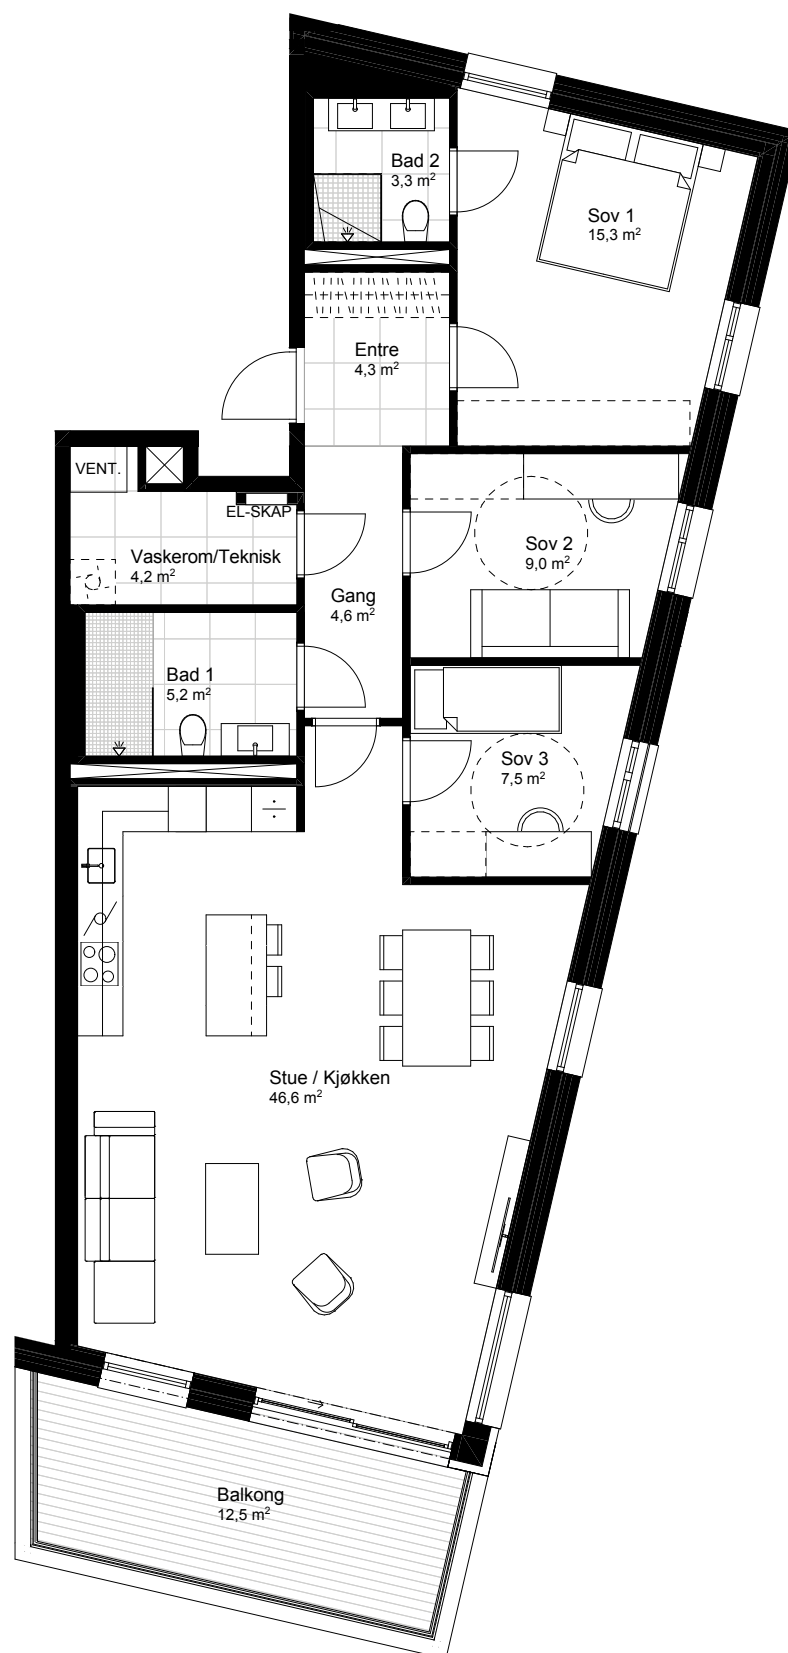 Bad 2
3,3 m²
Sov 1
15,3 m²
Entre
4,3 m²
VENT.
EL-SKAP
Vaskerom/Teknisk
4,2 m²
Sov 2
9,0 m²
Gang
4,6 m²
Bad 1
5,2 m²
Sov 3
7,5 m²
Stue / Kjøkken
46,6 m²
Balkong
12,5 m²